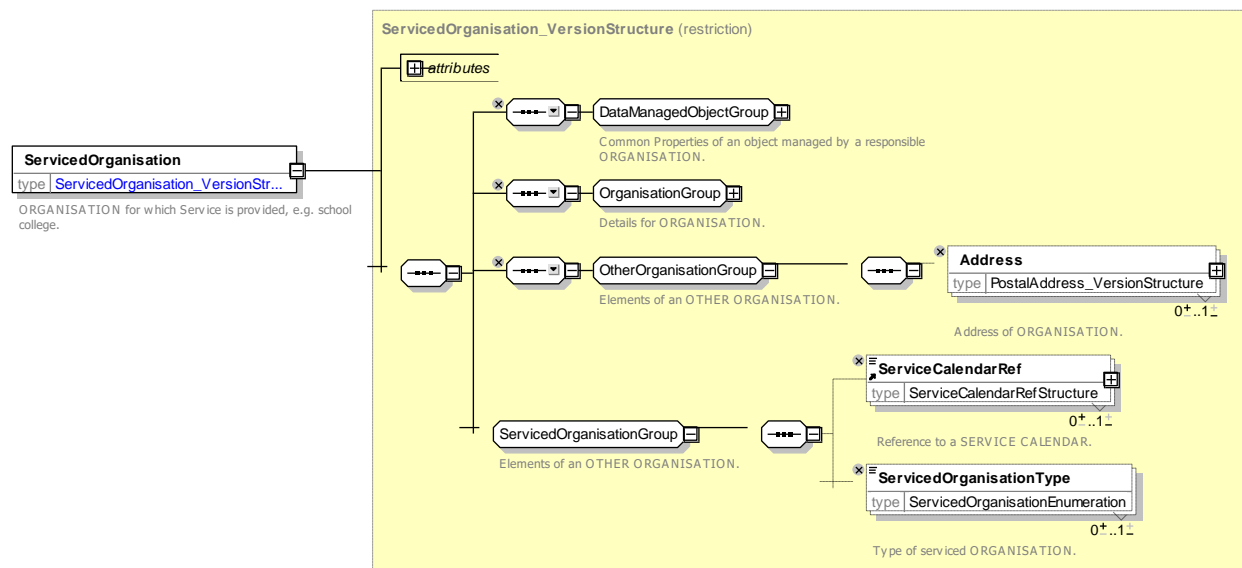 ServicedOrganisation_VersionStructure (restriction)
attributes
DataManagedObjectGroup
Common Properties of an object managed by a responsible
ORGANISATION.
ServicedOrganisation
type ServicedOrganisation_VersionStr...
ORGANISATION for which Service is provided, e.g. school
college.
OrganisationGroup
Details for ORGANISATION.
OtherOrganisationGroup
Elements of an OTHER ORGANISATION.
Address
type PostalAddress_VersionStructure
0±..1±
Address of ORGANISATION.
ServiceCalendarRef
type ServiceCalendarRefStructure
0±..1±
Reference to a SERVICE CALENDAR.
ServicedOrganisationGroup
Elements of an OTHER ORGANISATION.
ServicedOrganisationType
type ServicedOrganisationEnumeration
0±..1±
Type of serviced ORGANISATION.